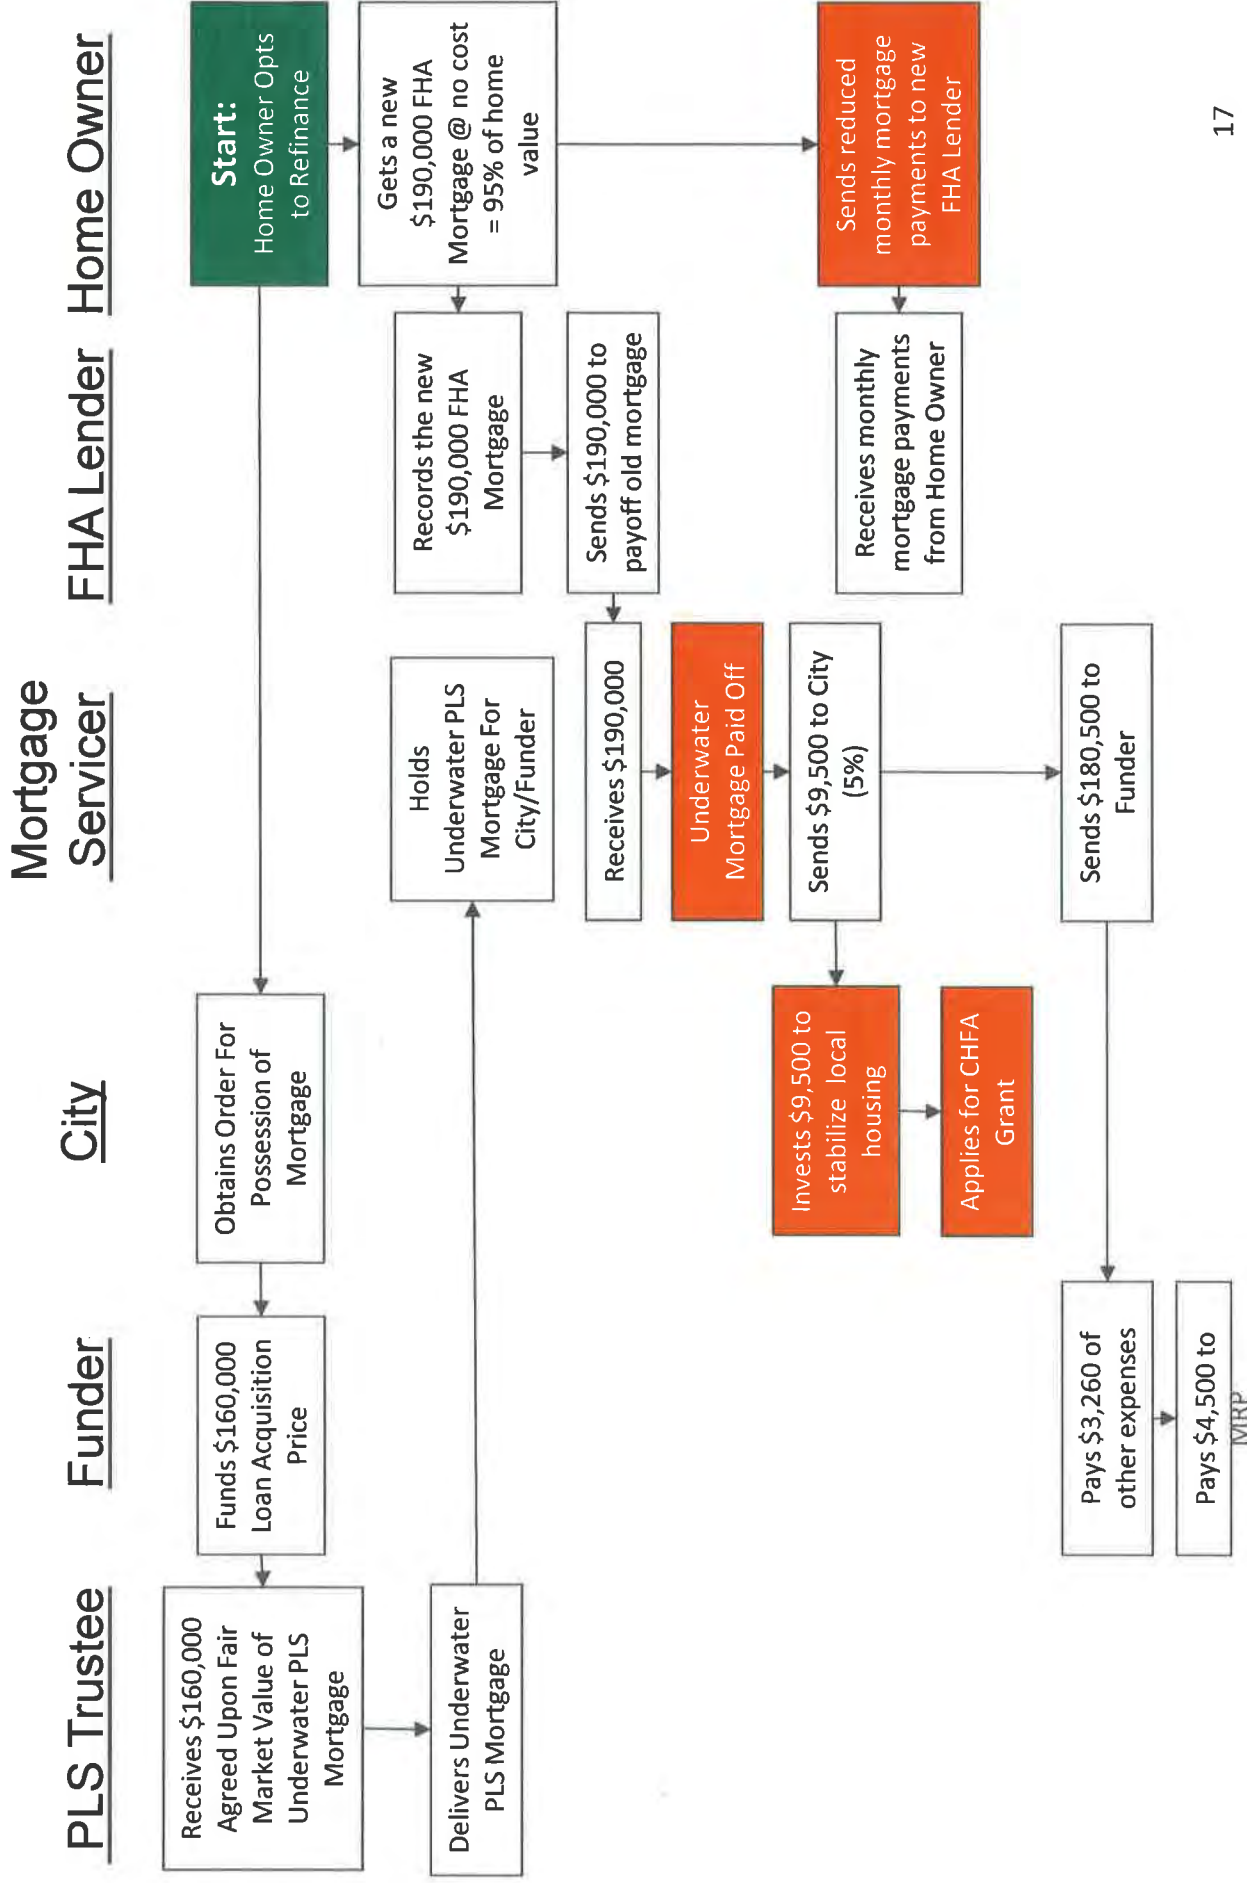 PLS Trustee
Funder
City
Mortgage
Servicer
FHA Lender
Home Owner
Receives $160,000
Agreed Upon Fair
Market Value of
Underwater PLS
Mortgage
Delivers Underwater
PLS Mortgage
Funds $160,000
Loan Acquisition
Price
Pays $3,260 of
other expenses
Pays $4,500 to
MRP
Obtains Order For
Possession of
Mortgage
Invests $9,500 to
stabilize local
housing
Applies for CHFA
Grant
Holds
Underwater PLS
Mortgage For
City/Funder
Receives $190,000
Underwater
Mortgage Paid Off
Sends $9,500 to City
(5%)
Sends $180,500 to
Funder
Records the new
$190,000 FHA
Mortgage
Sends $190,000 to
payoff old mortgage
Receives monthly
mortgage payments
from Home Owner
Start:
Home Owner Opts
to Refinance
Gets a new
$190,000 FHA
Mortgage @ no cost
= 95% of home
value
Sends reduced
monthly mortgage
payments to new
FHA Lender
17